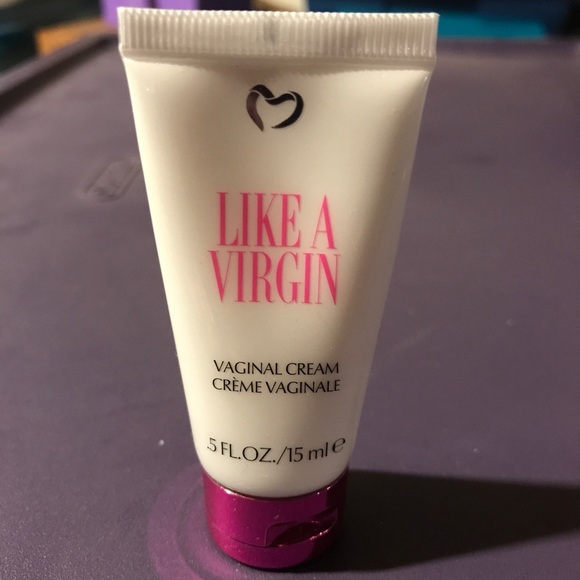 LIKE A
VIRGIN
VAGINAL CREAM
CRÈME VAGINALE
.5 FL.OZ./15 ml ℮